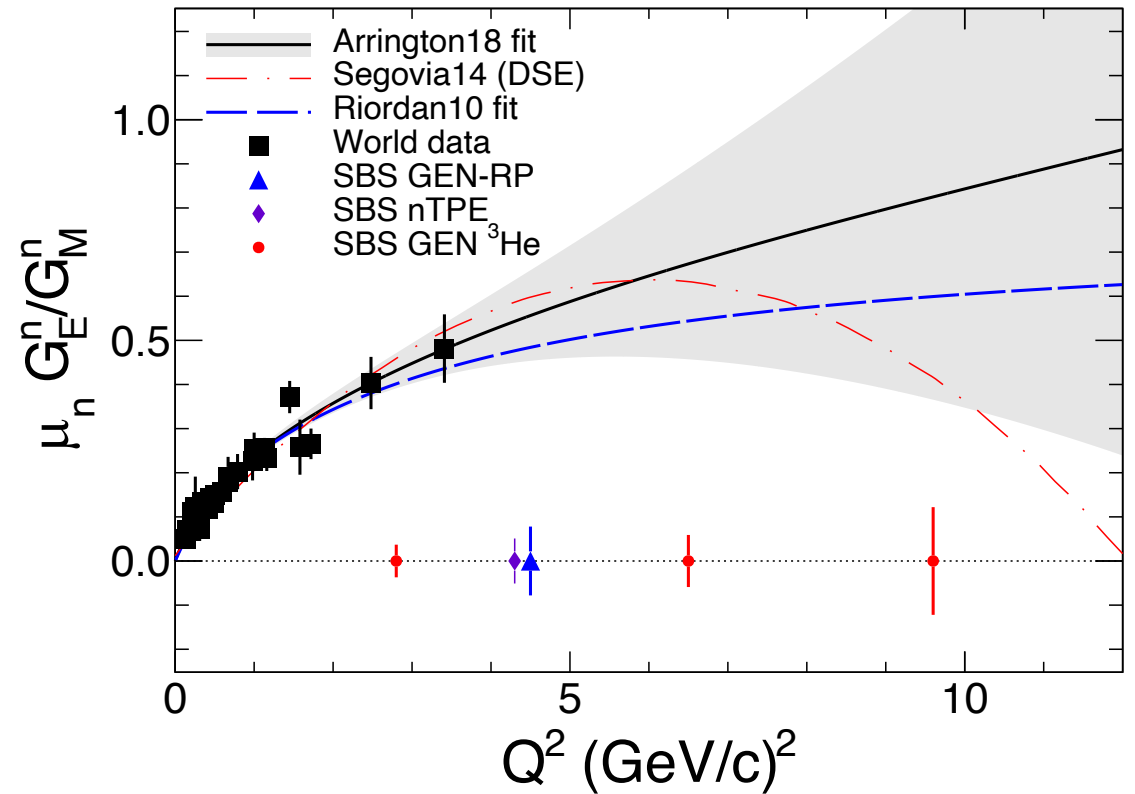 Arrington18 fit
Segovia14 (DSE)
Riordan10 fit
World data
SBS GEN-RP
SBS nTPE
SBS GEN ³He
1.0
0.5
0.0
μₙ Gₑⁿ/G_Mⁿ
0 5 10
Q² (GeV/c)²